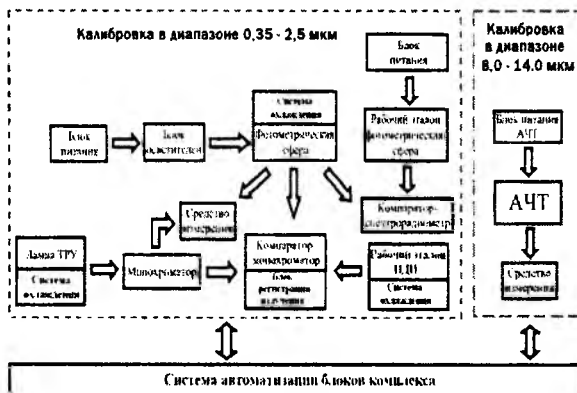 Калибровка в диапазоне 0,35 - 2,5 мкм
Блок
питания
Калибровка
в диапазоне
8,0 - 14.0 мкм
Система
охлаждения
Фотометрическая
сфера
Рабочий эталон
фотометрическая
сфера
Блок питания
АЧТ
Блок
питания
Блок
осветителей
Средство
измерения
Компаратор-
спектрорадиометр
АЧТ
Лампа ТРУ
Система
охлаждения
Монохроматор
Компаратор
монохроматор
Блок
регистрации
излучения
Рабочий эталон
Система
охлаждения
Средство
измерения
Система автоматизации блоков комплекса